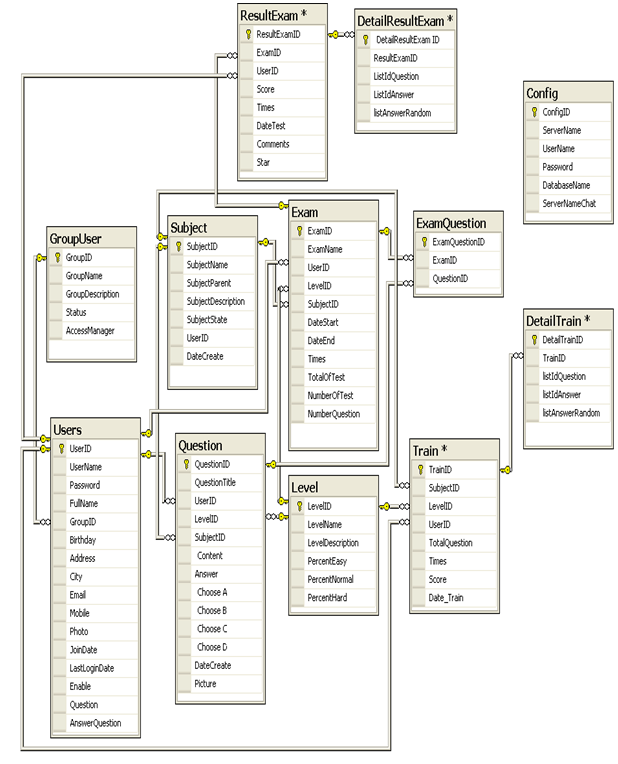 ResultExam *
ResultExamID
ExamID
UserID
Score
Times
DateTest
Comments
Star
DetailResultExam *
DetailResultExam ID
ResultExamID
ListIdQuestion
ListIdAnswer
listAnswerRandom
Config
ConfigID
ServerName
UserName
Password
DatabaseName
ServerNameChat
GroupUser
GroupID
GroupName
GroupDescription
Status
AccessManager
Subject
SubjectID
SubjectName
SubjectParent
SubjectDescription
SubjectState
UserID
DateCreate
Exam
ExamID
ExamName
UserID
LevelID
SubjectID
DateStart
DateEnd
Times
TotalOfTest
NumberOfTest
NumberQuestion
ExamQuestion
ExamQuestionID
ExamID
QuestionID
DetailTrain *
DetailTrainID
TrainID
listIdQuestion
listIdAnswer
listAnswerRandom
Users
UserID
UserName
Password
FullName
GroupID
Birthday
Address
City
Email
Mobile
Photo
JoinDate
LastLoginDate
Enable
Question
AnswerQuestion
Question
QuestionID
QuestionTitle
UserID
LevelID
SubjectID
Content
Answer
Choose A
Choose B
Choose C
Choose D
DateCreate
Picture
Level
LevelID
LevelName
LevelDescription
PercentEasy
PercentNormal
PercentHard
Train *
TrainID
SubjectID
LevelID
UserID
TotalQuestion
Times
Score
Date_Train